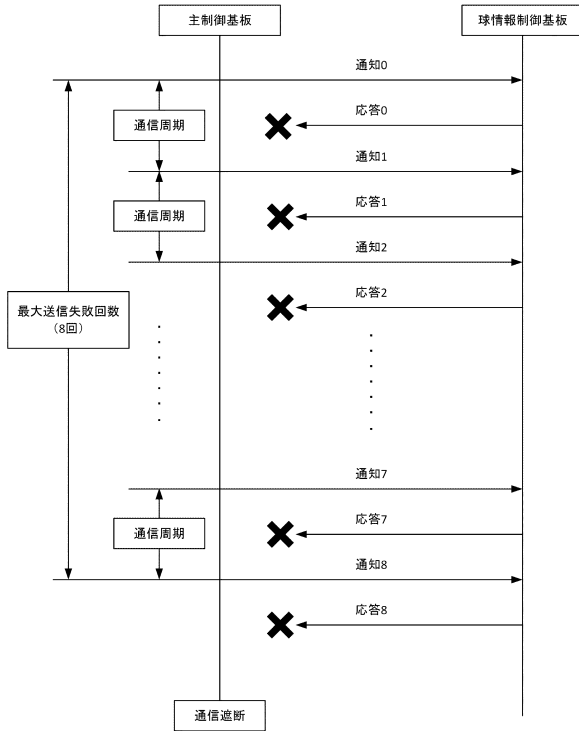 主制御基板
球情報制御基板
通知0
応答0
通信周期
通知1
応答1
通信周期
通知2
応答2
最大送信失敗回数
(8回)
通知7
応答7
通信周期
通知8
応答8
通信遮断